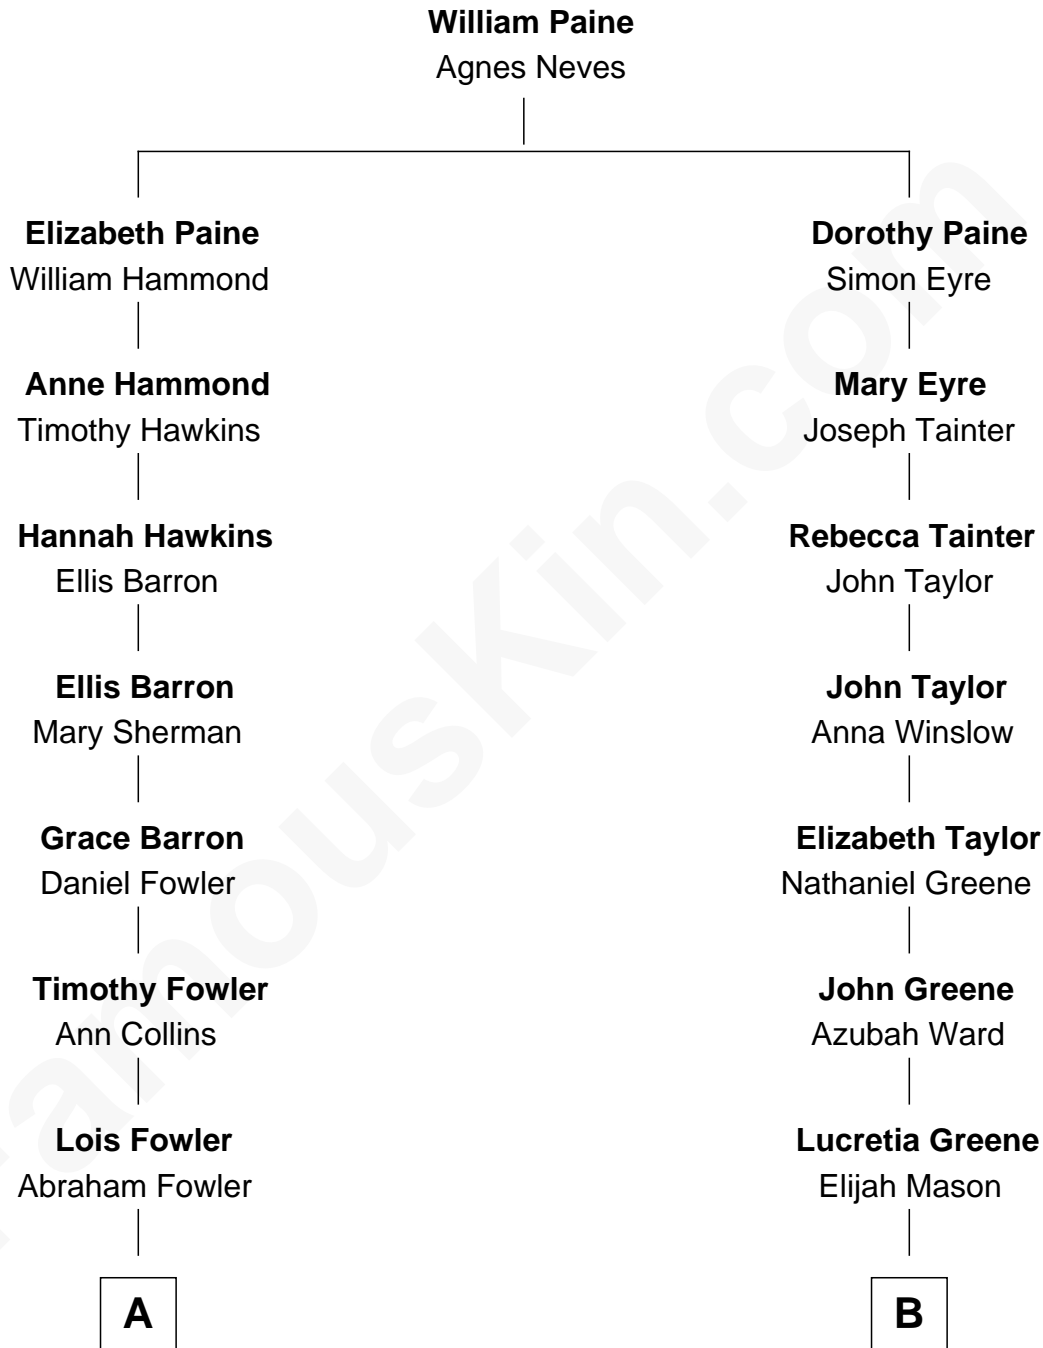 William Paine
Agnes Neves
Elizabeth Paine
William Hammond
Dorothy Paine
Simon Eyre
Anne Hammond
Timothy Hawkins
Mary Eyre
Joseph Tainter
Hannah Hawkins
Ellis Barron
Rebecca Tainter
John Taylor
Ellis Barron
Mary Sherman
John Taylor
Anna Winslow
Grace Barron
Daniel Fowler
Elizabeth Taylor
Nathaniel Greene
Timothy Fowler
Ann Collins
John Greene
Azubah Ward
Lois Fowler
Abraham Fowler
Lucretia Greene
Elijah Mason
A
B
FamousKin.com